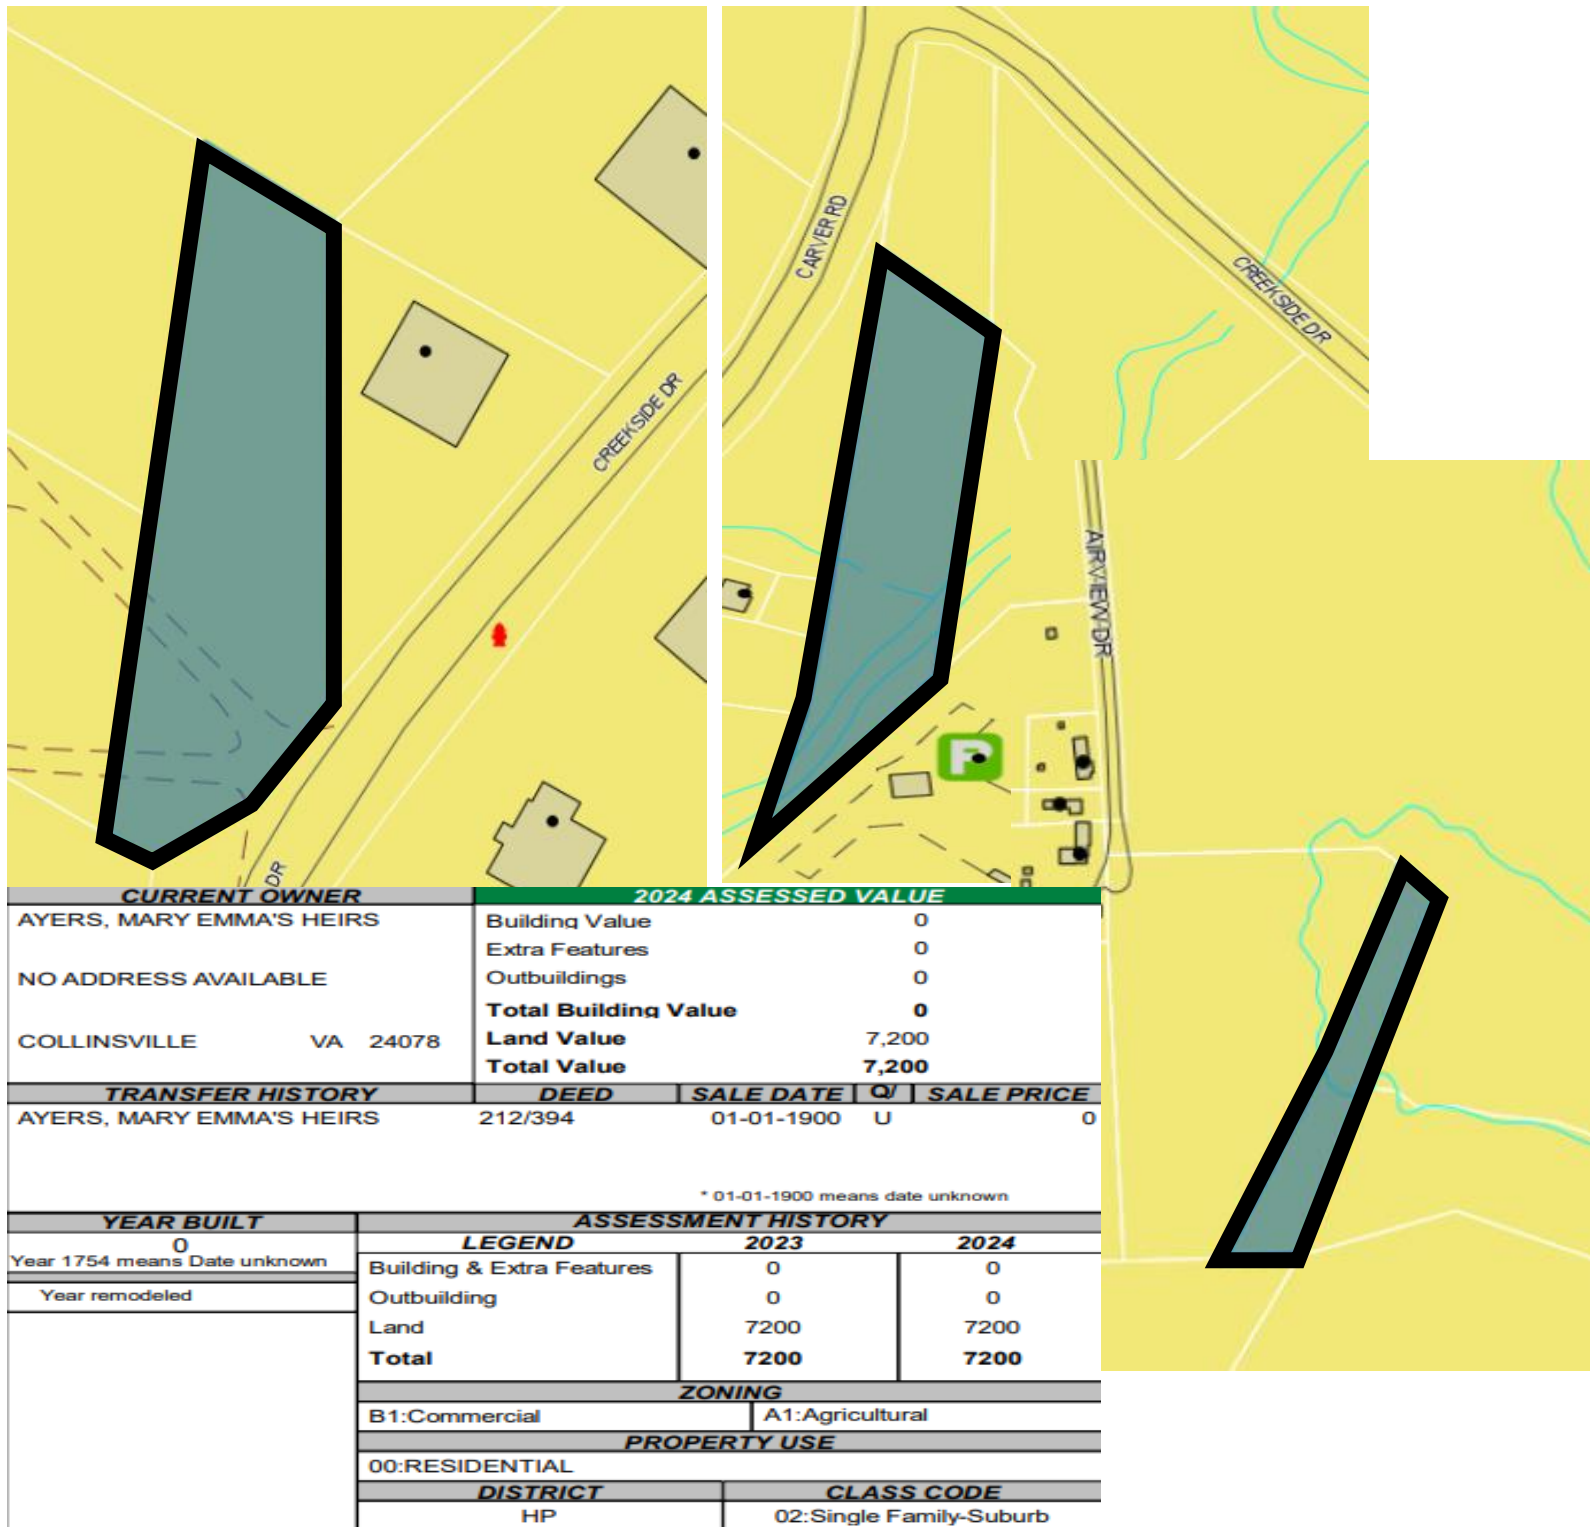 CREEKSIDE DR
DR
CARVER RD
CREEKSIDE DR
AIRVIEW DR
P
CURRENT OWNER
AYERS, MARY EMMA'S HEIRS
NO ADDRESS AVAILABLE
COLLINSVILLE VA 24078
2024 ASSESSED VALUE
Building Value 0
Extra Features 0
Outbuildings 0
Total Building Value 0
Land Value 7,200
Total Value 7,200
TRANSFER HISTORY DEED SALE DATE Q/ SALE PRICE
AYERS, MARY EMMA'S HEIRS 212/394 01-01-1900 U 0
* 01-01-1900 means date unknown
YEAR BUILT
0
Year 1754 means Date unknown
Year remodeled
ASSESSMENT HISTORY
LEGEND 2023 2024
Building & Extra Features 0 0
Outbuilding 0 0
Land 7200 7200
Total 7200 7200
ZONING
B1:Commercial A1:Agricultural
PROPERTY USE
00:RESIDENTIAL
DISTRICT CLASS CODE
HP 02:Single Family-Suburb